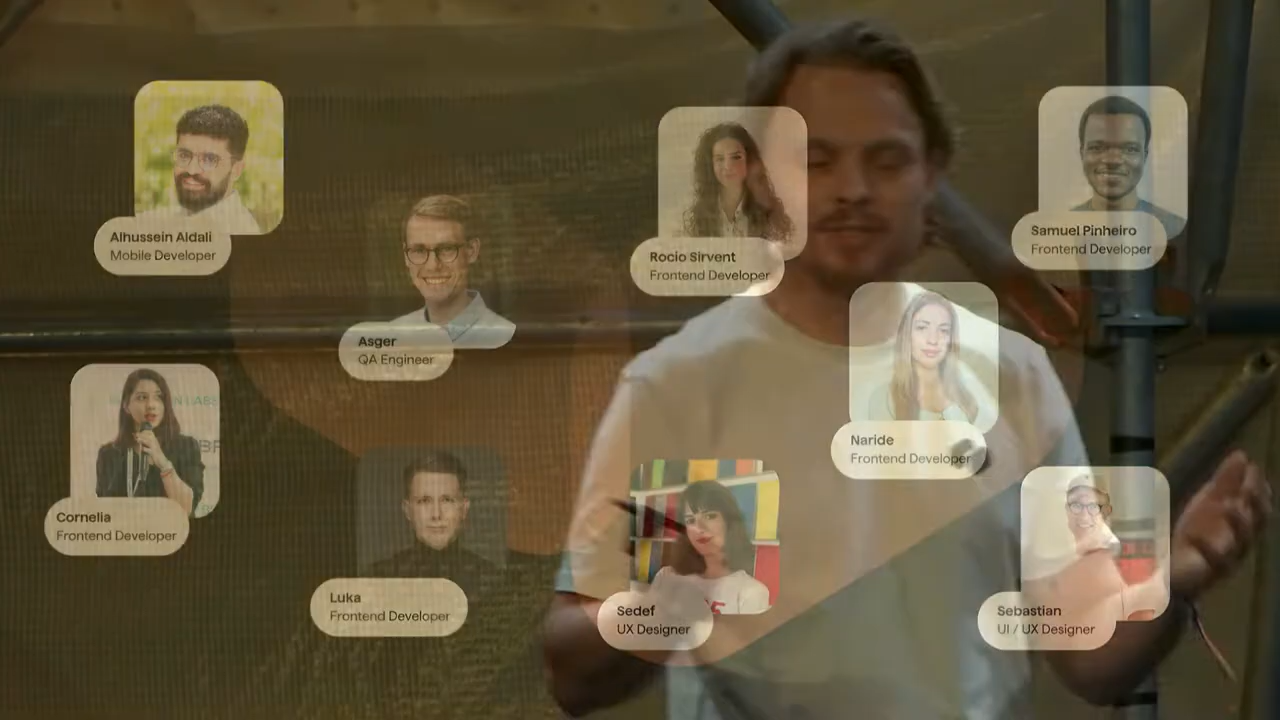 Alhussein Aldali
Mobile Developer
Asger
QA Engineer
Rocio Sirvent
Frontend Developer
Samuel Pinheiro
Frontend Developer
Naride
Frontend Developer
Cornelia
Frontend Developer
Luka
Frontend Developer
Sedef
UX Designer
Sebastian
UI / UX Designer